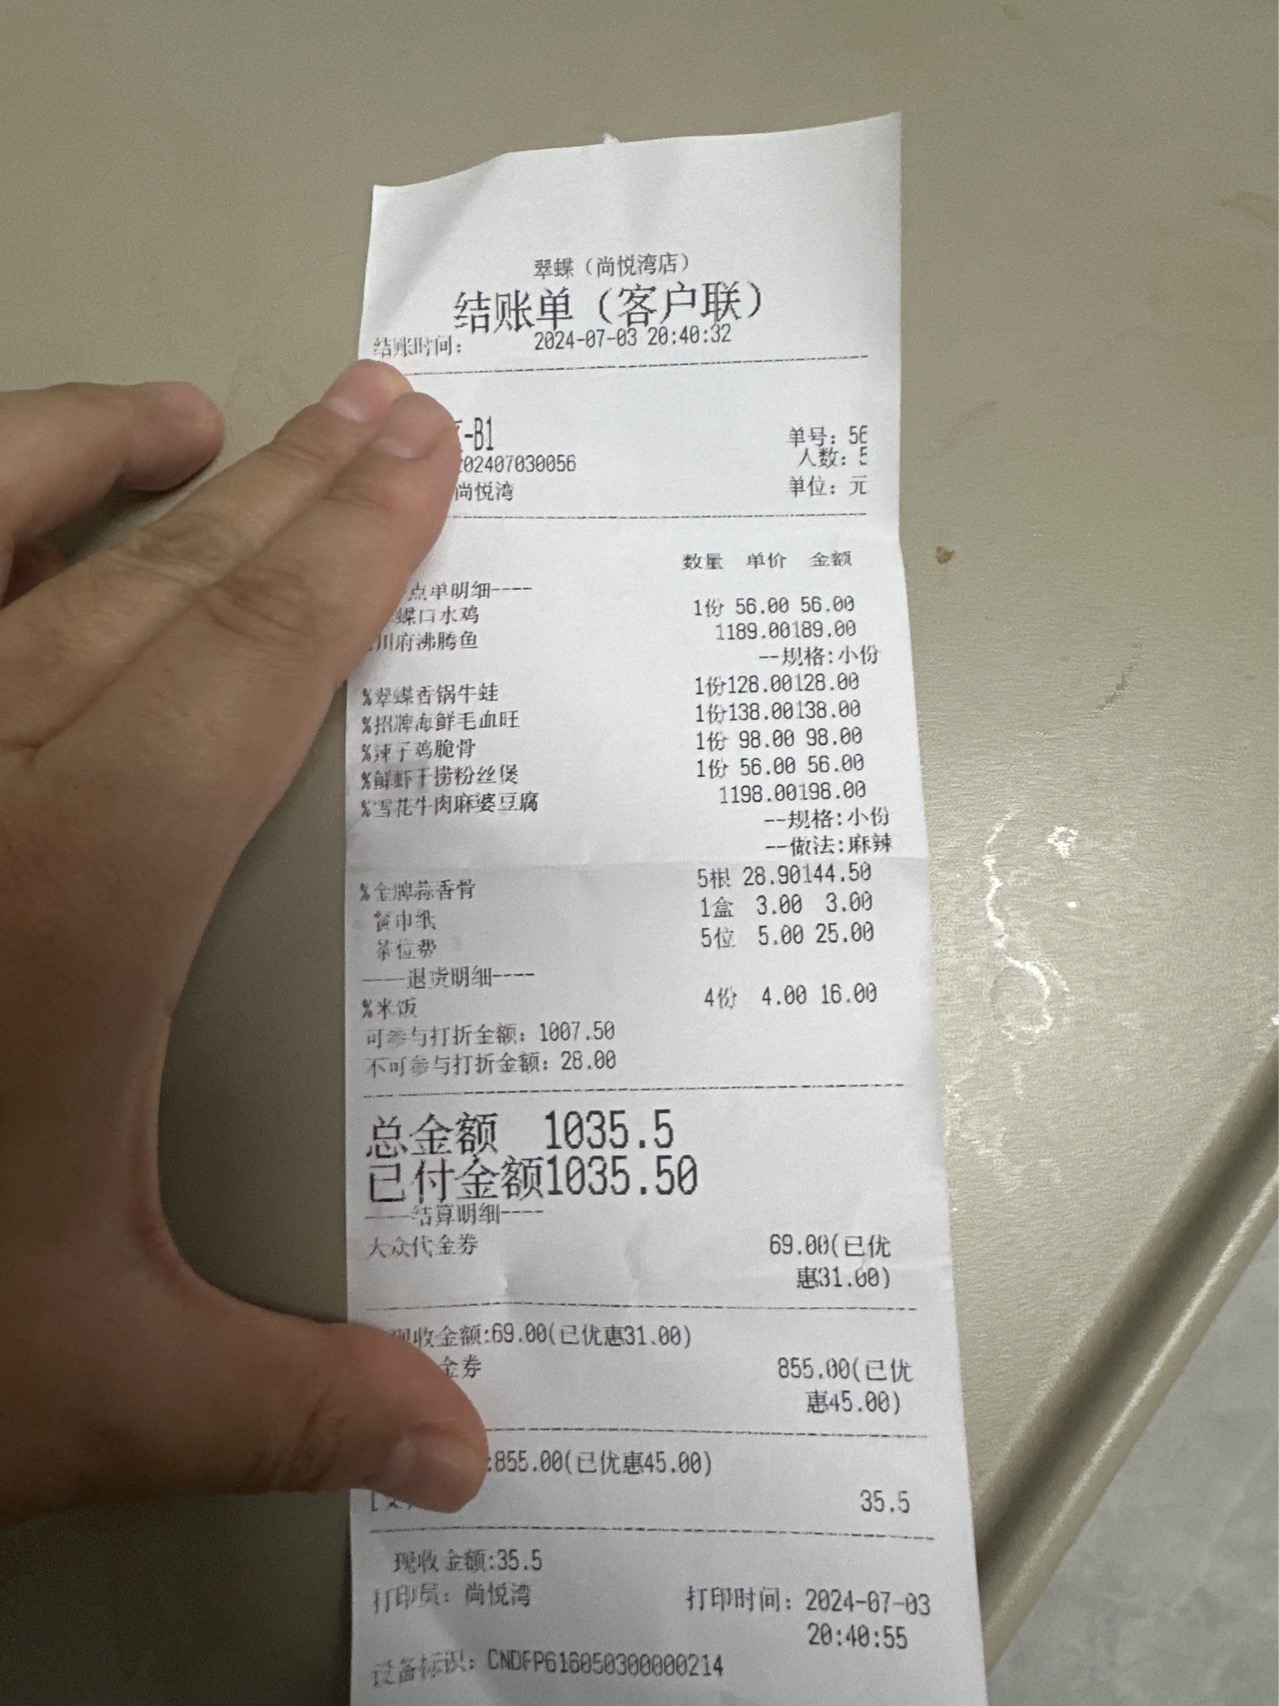 翠蝶（尚悦湾店）
结账单（客户联）
结账时间： 2024-07-03 20:40:32
-B1 单号：56
202407030056 人数：5
尚悦湾 单位：元
数量 单价 金额
点单明细----
蝶口水鸡 1份 56.00 56.00
川府沸腾鱼 1189.00189.00
--规格:小份
%翠蝶香锅牛蛙 1份128.00128.00
%招牌海鲜毛血旺 1份138.00138.00
%辣子鸡脆骨 1份 98.00 98.00
%鲜虾干捞粉丝煲 1份 56.00 56.00
%雪花牛肉麻婆豆腐 1198.00198.00
--规格:小份
--做法:麻辣
%金牌蒜香骨 5根 28.90144.50
餐巾纸 1盒 3.00 3.00
茶位费 5位 5.00 25.00
----退货明细----
%米饭 4份 4.00 16.00
可参与打折金额：1007.50
不可参与打折金额：28.00
总金额 1035.5
已付金额1035.50
----结算明细----
大众代金券 69.00(已优
惠31.00)
现收金额:69.00(已优惠31.00)
金券 855.00(已优
惠45.00)
:855.00(已优惠45.00)
35.5
现收金额:35.5
打印员：尚悦湾 打印时间：2024-07-03
20:40:55
设备标识：CNDFP616050300000214